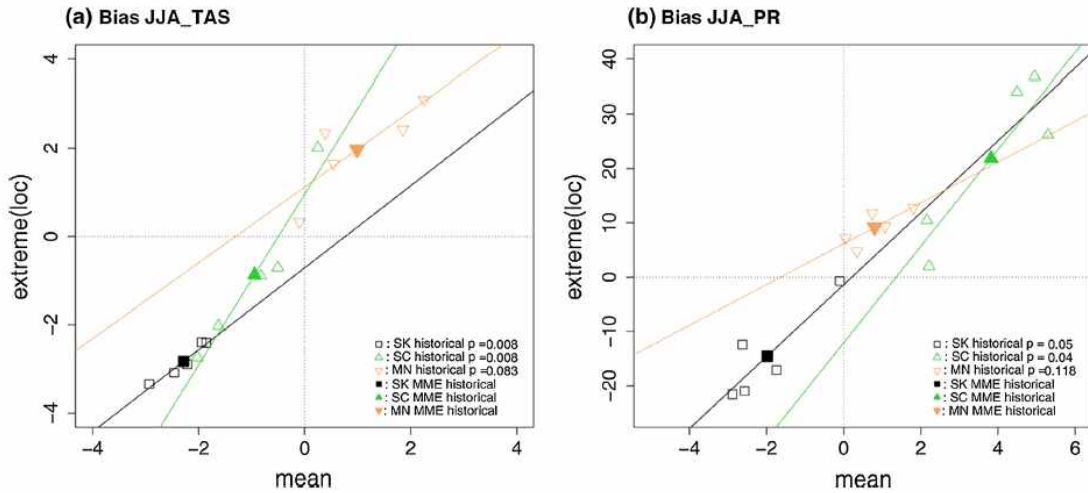 (a) Bias JJA_TAS
4
2
0
−2
−4
extreme(loc)
−4 −2 0 2 4
mean
: SK historical p =0.008
: SC historical p =0.008
: MN historical p =0.083
: SK MME historical
: SC MME historical
: MN MME historical
(b) Bias JJA_PR
40
30
20
10
0
−10
−20
extreme(loc)
−4 −2 0 2 4 6
mean
: SK historical p = 0.05
: SC historical p = 0.04
: MN historical p =0.118
: SK MME historical
: SC MME historical
: MN MME historical